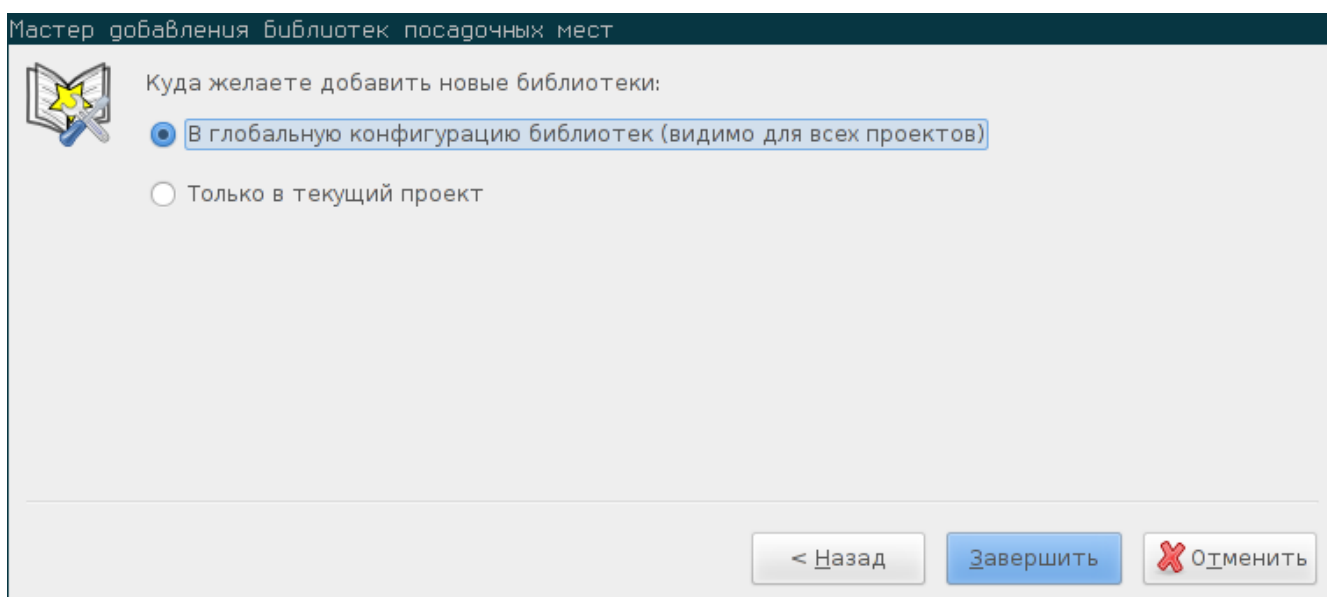 Мастер добавления библиотек посадочных мест
Куда желаете добавить новые библиотеки:
В глобальную конфигурацию библиотек (видимо для всех проектов)
Только в текущий проект
< Назад
Завершить
Отменить